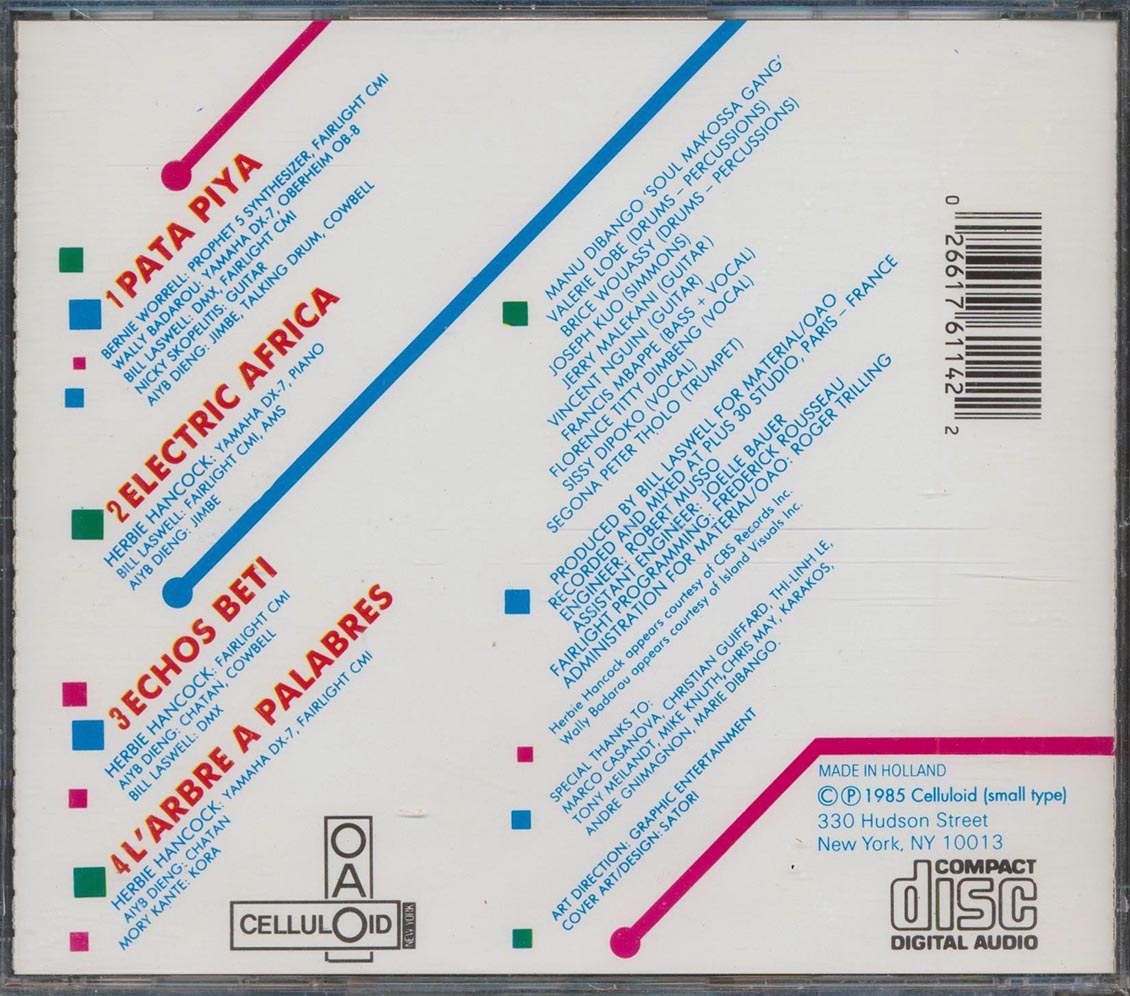 1 PATA PIYA
BERNIE WORRELL: PROPHET 5 SYNTHESIZER, FAIRLIGHT CMI
WALLY BADAROU: YAMAHA DX-7, OBERHEIM OB-8
BILL LASWELL: DMX, FAIRLIGHT CMI
NICKY SKOPELITIS: GUITAR
AIYB DIENG: JIMBE, TALKING DRUM, COWBELL
2 ELECTRIC AFRICA
HERBIE HANCOCK: YAMAHA DX-7, PIANO
BILL LASWELL: FAIRLIGHT CMI, AMS
AIYB DIENG: JIMBE
3 ECHOS BETI
HERBIE HANCOCK: FAIRLIGHT CMI
AIYB DIENG: CHATAN, COWBELL
BILL LASWELL: DMX
4 L'ARBRE A PALABRES
HERBIE HANCOCK: YAMAHA DX-7, FAIRLIGHT CMI
AIYB DIENG: CHATAN
MORY KANTE: KORA
MANU DIBANGO 'SOUL MAKOSSA GANG'
VALERIE LOBE (DRUMS – PERCUSSIONS)
BRICE WOUASSY (DRUMS – PERCUSSIONS)
JOSEPH KUO (SIMMONS)
JERRY MALEKANI (GUITAR)
VINCENT NGUINI (GUITAR)
FRANCIS MBAPPE (BASS + VOCAL)
FLORENCE TITTY DIMBENG (VOCAL)
SISSY DIPOKO (VOCAL)
SEGONA PETER THOLO (TRUMPET)
PRODUCED BY BILL LASWELL FOR MATERIAL/OAO
RECORDED AND MIXED AT PLUS 30 STUDIO, PARIS – FRANCE
ENGINEER: ROBERT MUSSO
ASSISTANT ENGINEER: JOELLE BAUER
FAIRLIGHT PROGRAMMING: FREDERICK ROUSSEAU
ADMINISTRATION FOR MATERIAL/OAO: ROGER TRILLING
Herbie Hancock appears courtesy of CBS Records Inc.
Wally Badarou appears courtesy of Island Visuals Inc.
SPECIAL THANKS TO:
MARCO CASANOVA, CHRISTIAN GUIFFARD, THI-LINH LE,
TONY MEILANDT, MIKE KNUTH, CHRIS MAY, KARAKOS,
ANDRE GNIMAGNON, MARIE DIBANGO.
ART DIRECTION: GRAPHIC ENTERTAINMENT
COVER ART/DESIGN: SATORI
0 26617 61142 2
MADE IN HOLLAND
©℗ 1985 Celluloid (small type)
330 Hudson Street
New York, NY 10013
COMPACT
disc
DIGITAL AUDIO
OAO
CELLULOID
NEW YORK